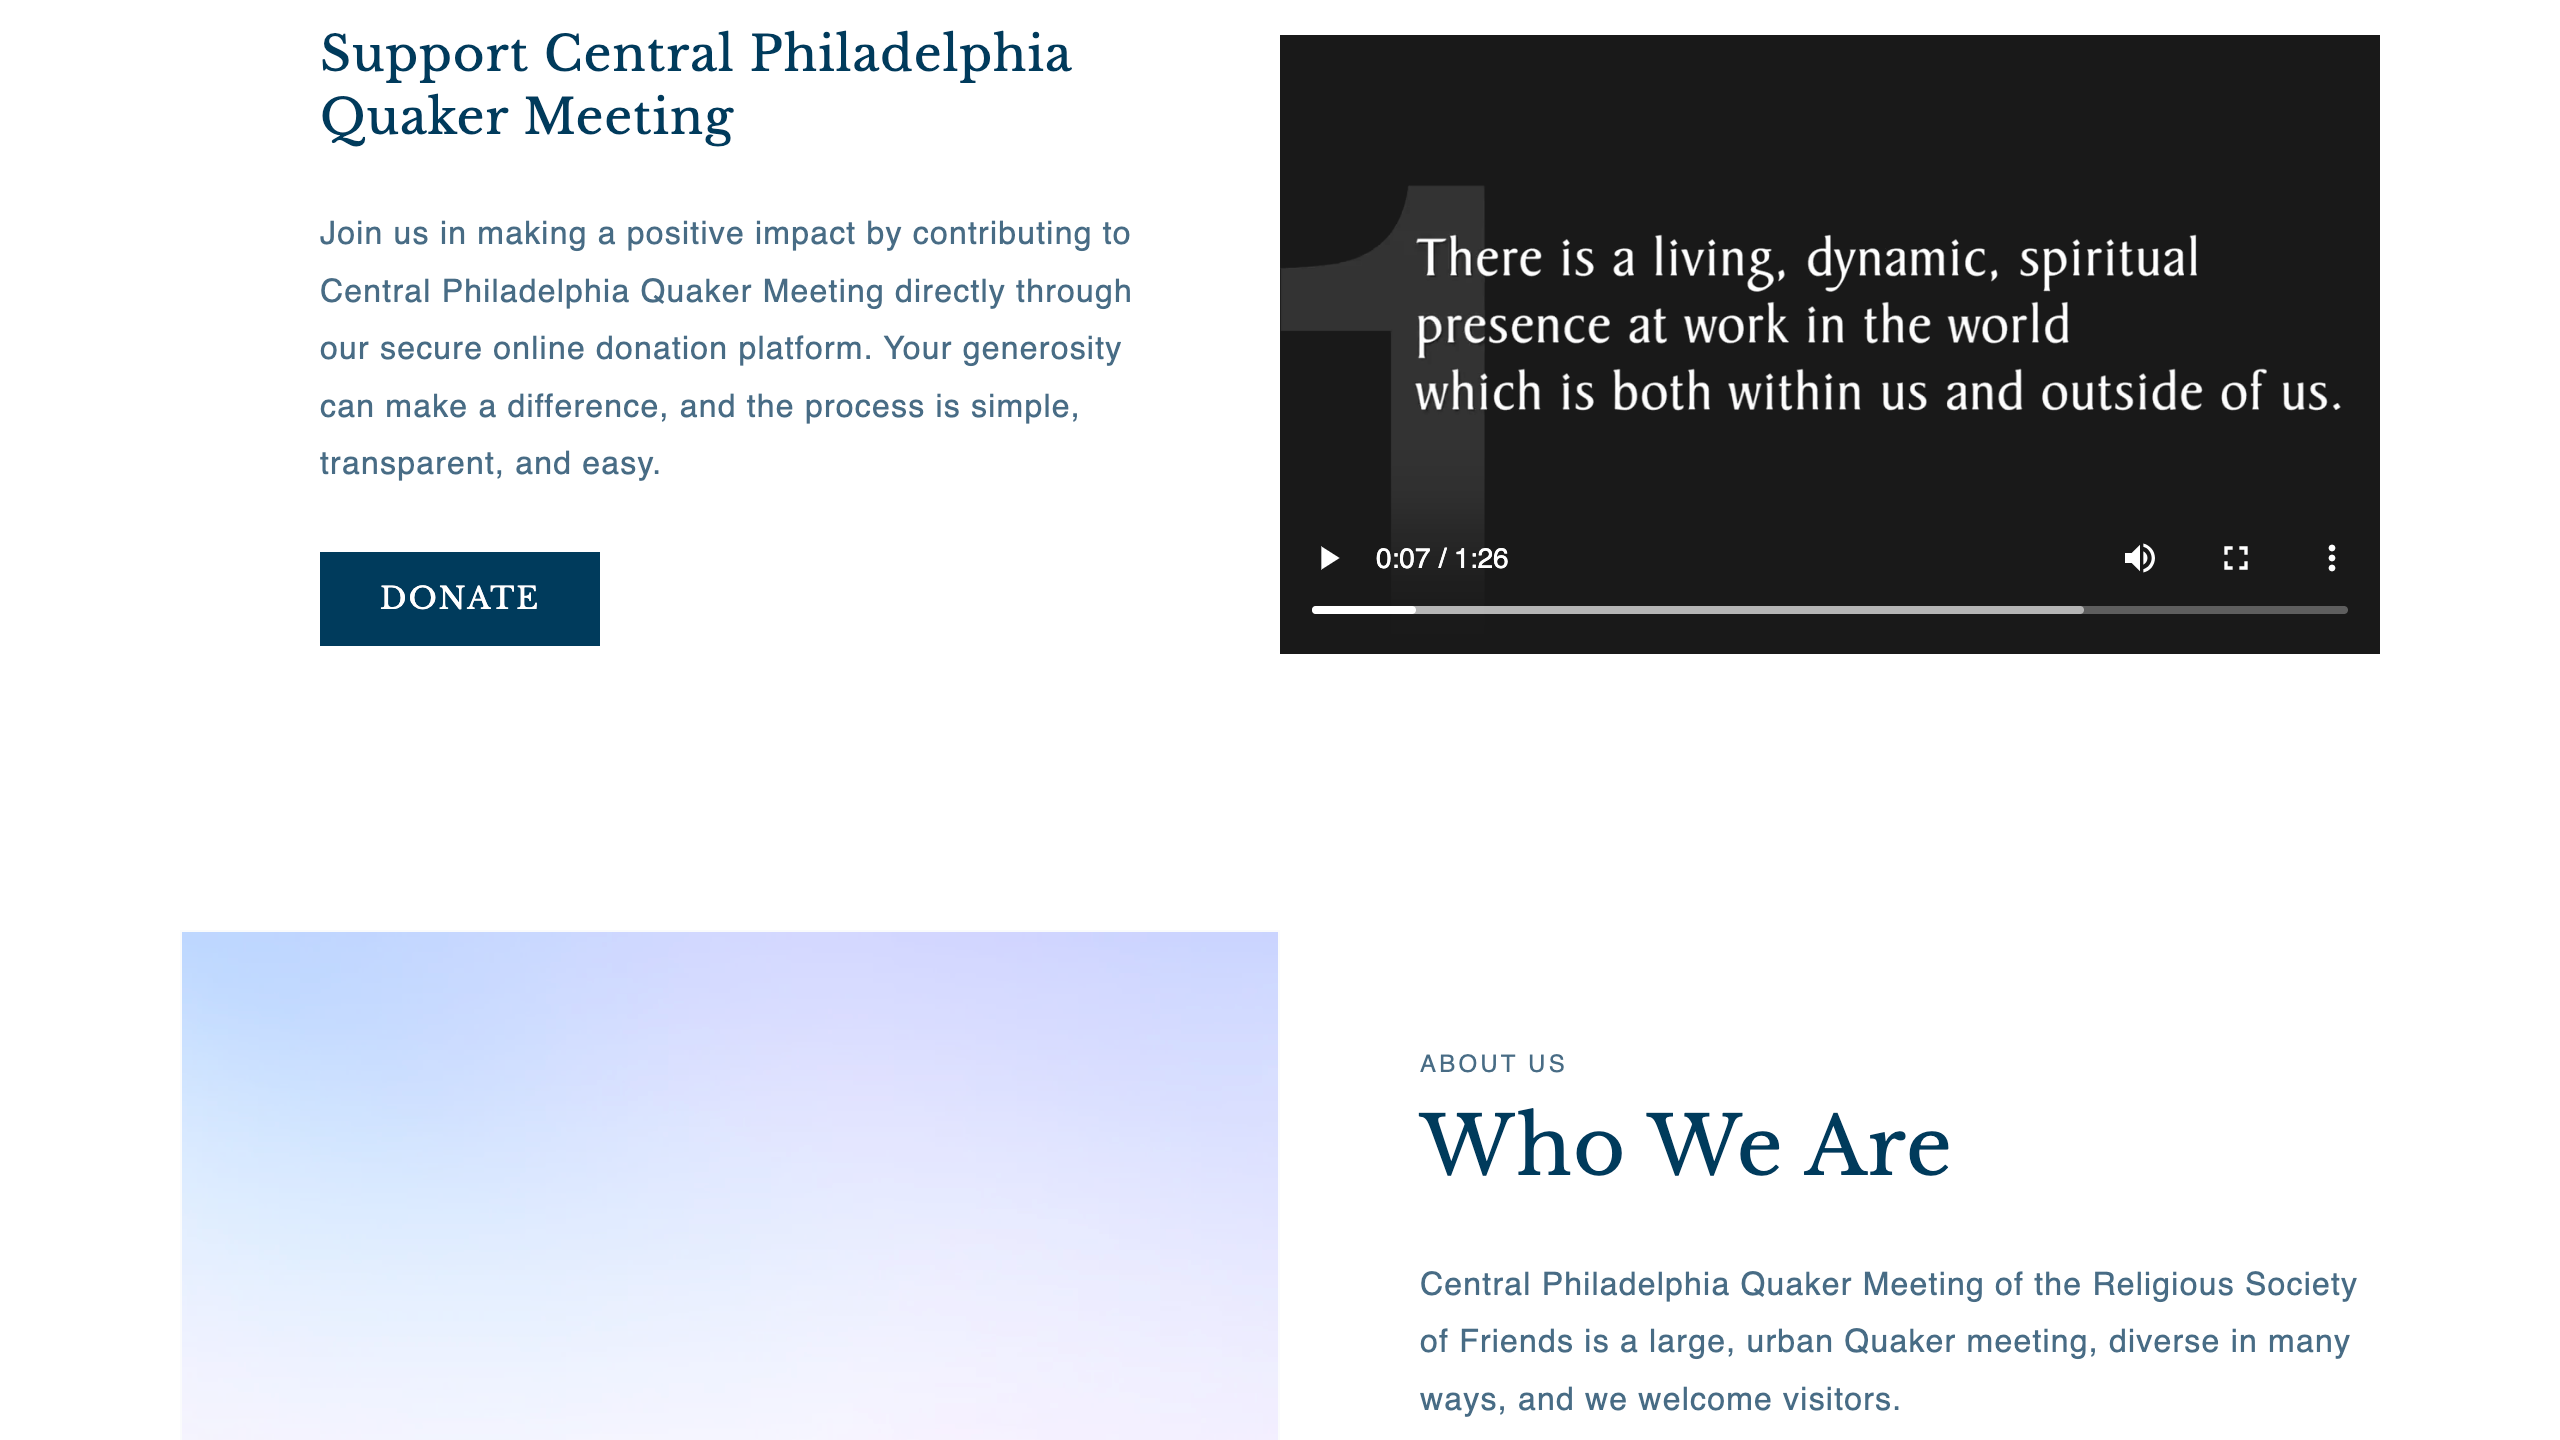 Support Central Philadelphia
Quaker Meeting
Join us in making a positive impact by contributing to
Central Philadelphia Quaker Meeting directly through
our secure online donation platform. Your generosity
can make a difference, and the process is simple,
transparent, and easy.
DONATE
1
There is a living, dynamic, spiritual
presence at work in the world
which is both within us and outside of us.
0:07 / 1:26
ABOUT US
Who We Are
Central Philadelphia Quaker Meeting of the Religious Society
of Friends is a large, urban Quaker meeting, diverse in many
ways, and we welcome visitors.